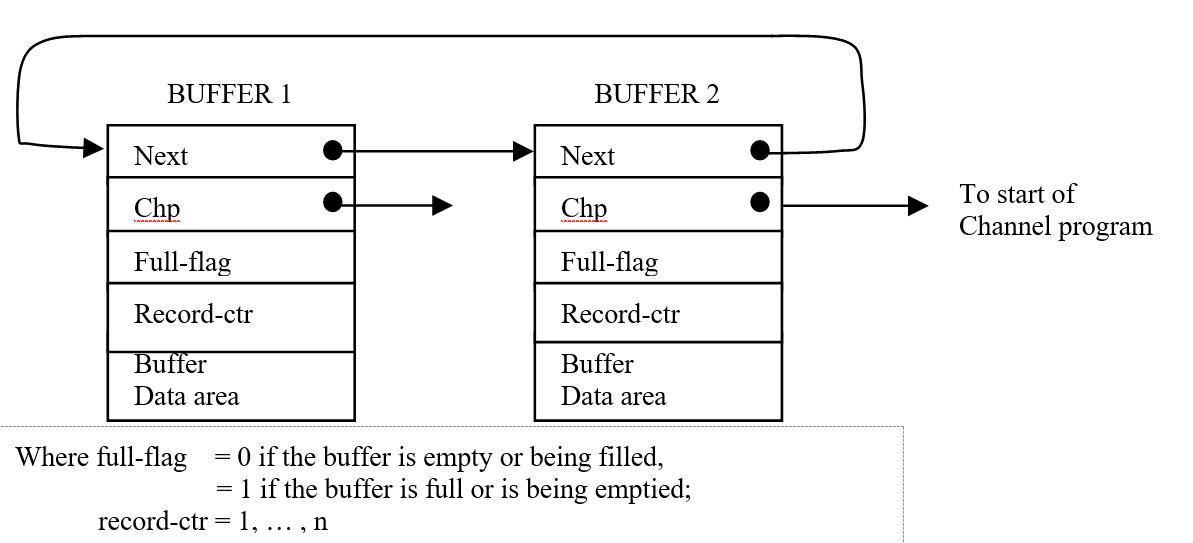 BUFFER 1
Next
Chp
Full-flag
Record-ctr
Buffer
Data area
BUFFER 2
Next
Chp
Full-flag
Record-ctr
Buffer
Data area
To start of
Channel program
Where full-flag = 0 if the buffer is empty or being filled,
= 1 if the buffer is full or is being emptied;
record-ctr = 1, … , n